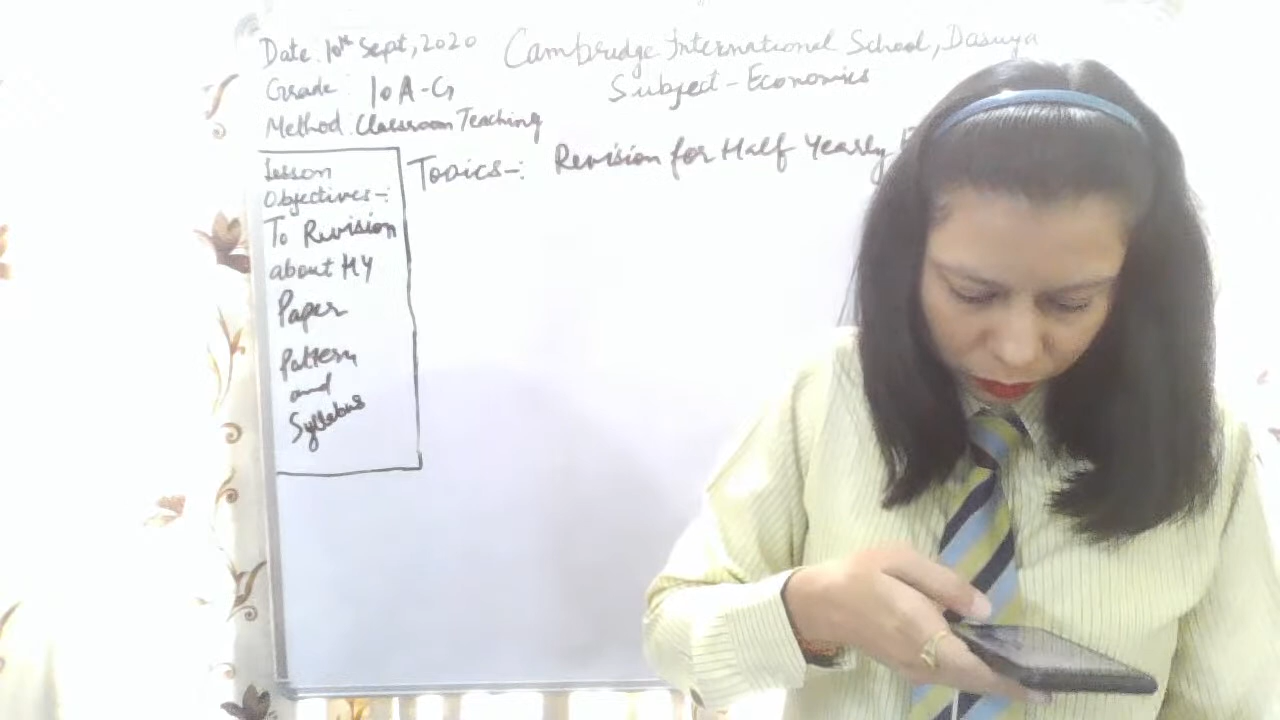 Date. 10th Sept, 2020
Cambridge International School, Dasuya
Grade: 10 A-G
Subject - Economics
Method: Classroom Teaching
Topics-: Revision for Half Yearly
Lesson
Objectives-:
To Revision
about HY
Paper
Pattern
and
Syllabus